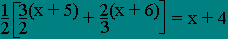 1/2[3/2(x + 5) + 2/3(x + 6)] = x + 4